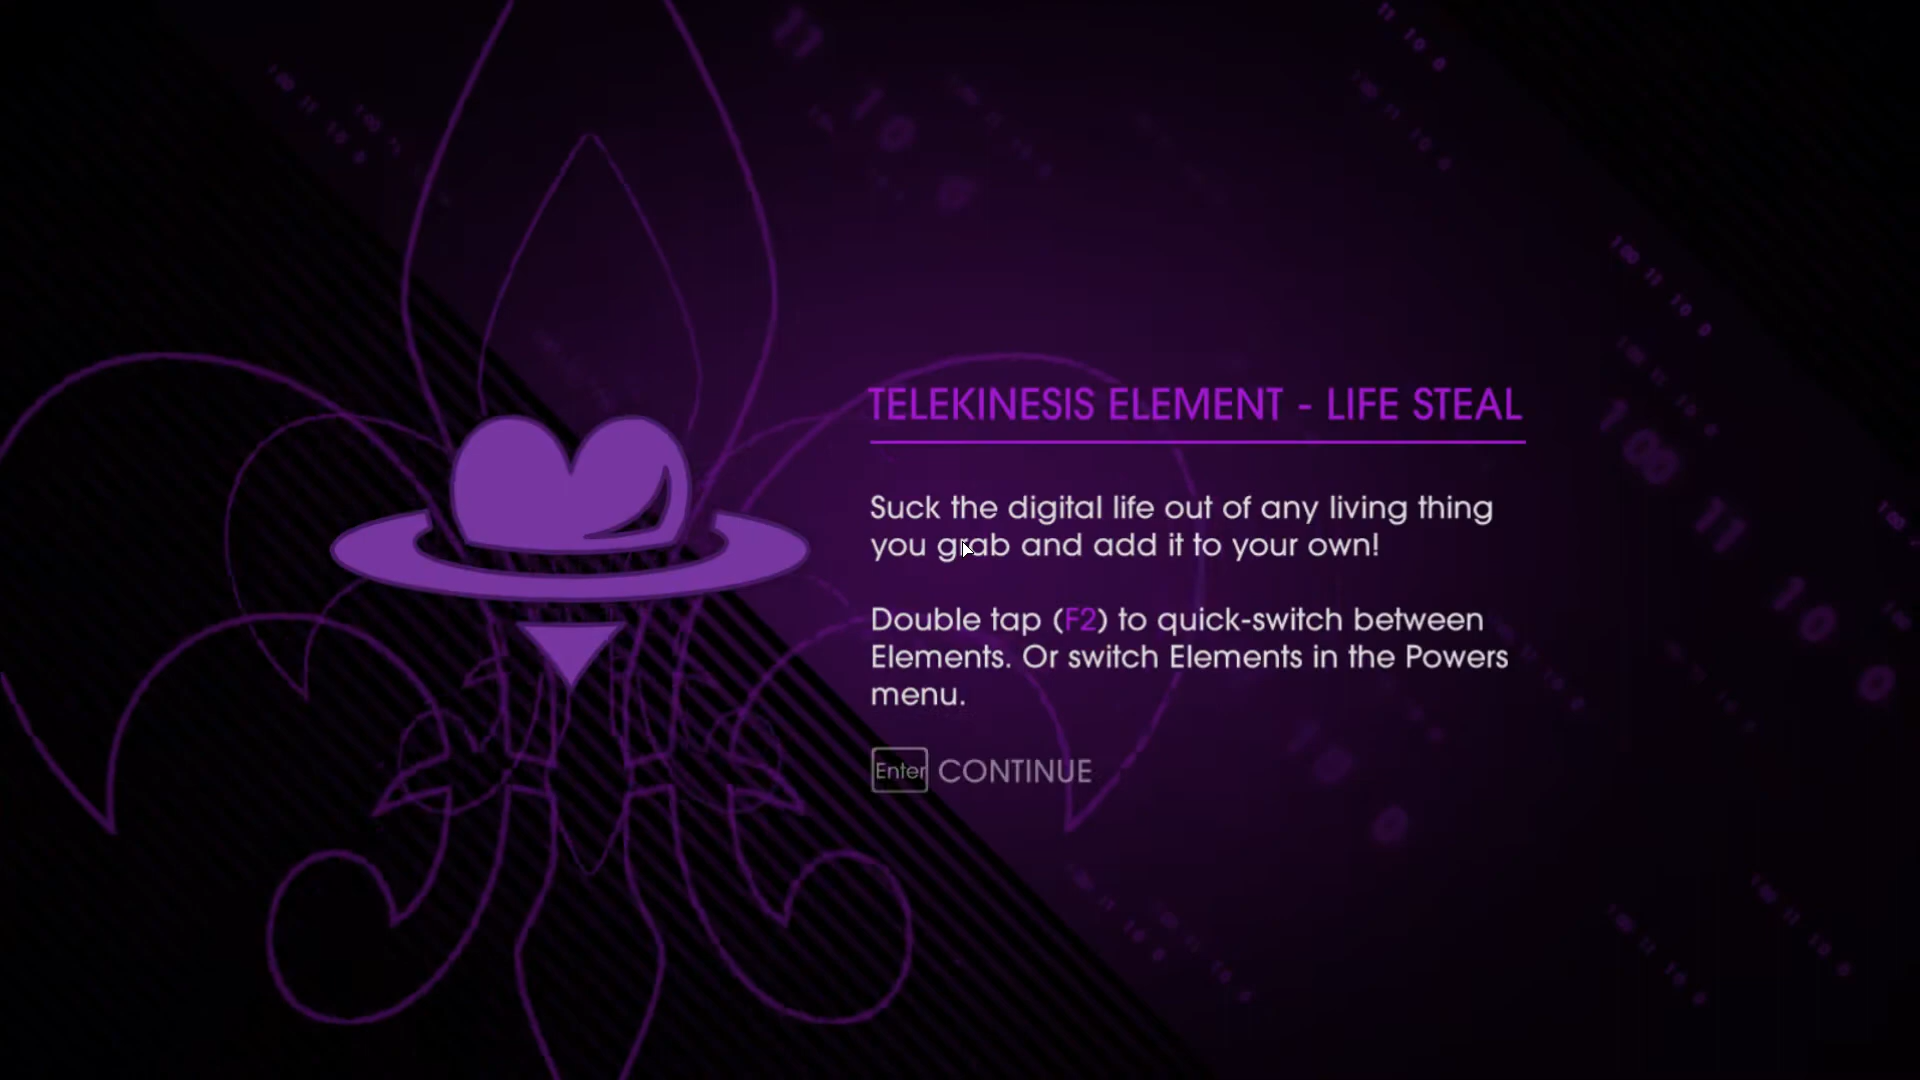 TELEKINESIS ELEMENT - LIFE STEAL
Suck the digital life out of any living thing
you grab and add it to your own!
Double tap (F2) to quick-switch between
Elements. Or switch Elements in the Powers
menu.
Enter CONTINUE